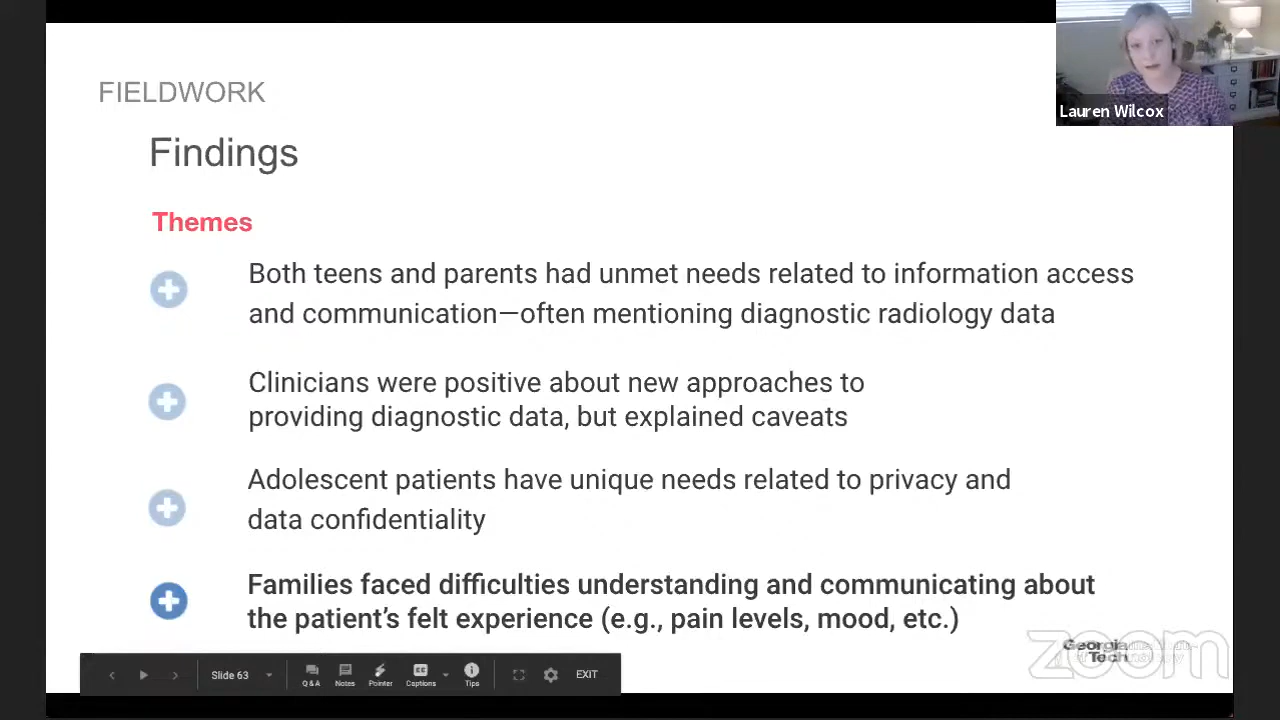 FIELDWORK
Lauren Wilcox
Findings
Themes
Both teens and parents had unmet needs related to information access
and communication—often mentioning diagnostic radiology data
Clinicians were positive about new approaches to
providing diagnostic data, but explained caveats
Adolescent patients have unique needs related to privacy and
data confidentiality
Families faced difficulties understanding and communicating about
the patient's felt experience (e.g., pain levels, mood, etc.)
zoom
Georgia
Tech
Slide 63
Q&A Notes Pointer Captions Tips
EXIT